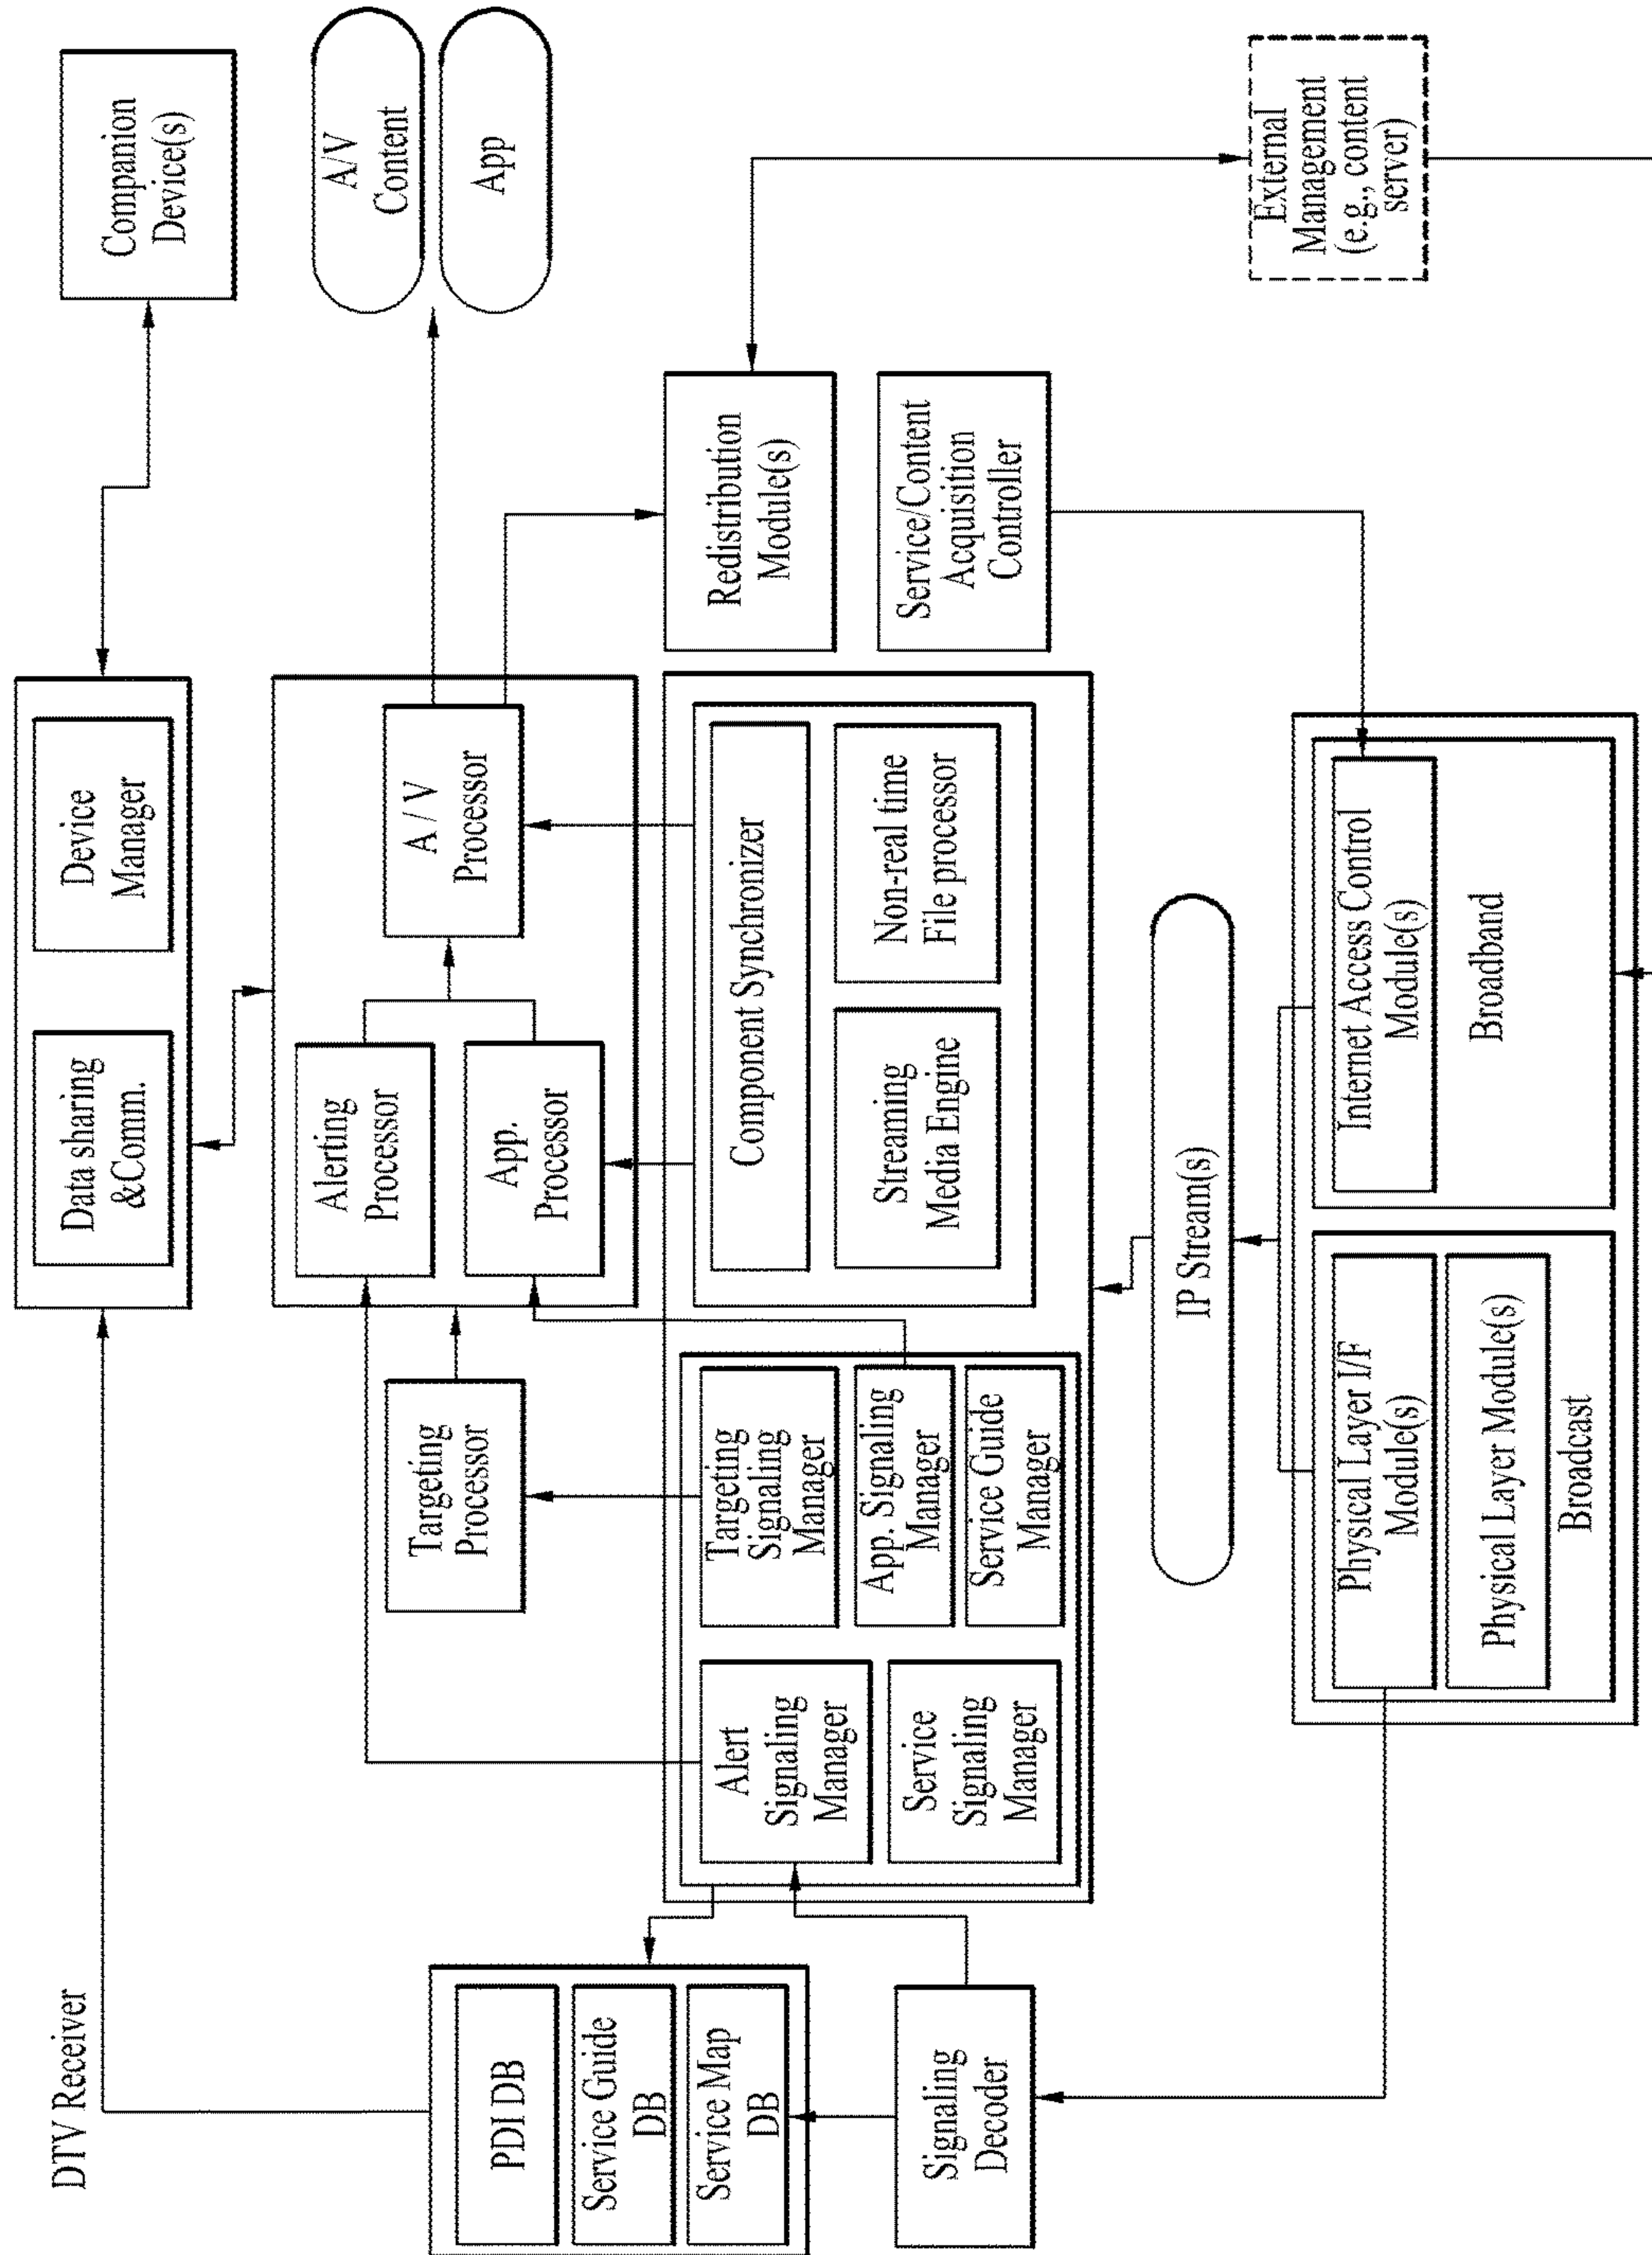 DTV Receiver
Data sharing
&Comm.
Device
Manager
Companion
Device(s)
PDI DB
Service Guide
DB
Service Map
DB
Targeting
Processor
Alerting
Processor
App.
Processor
A / V
Processor
A/V
Content
App
Signaling
Decoder
Alert
Signaling
Manager
Service
Signaling
Manager
Targeting
Signaling
Manager
App. Signaling
Manager
Service Guide
Manager
Component Synchronizer
Streaming
Media Engine
Non-real time
File processor
Redistribution
Module(s)
Service/Content
Acquisition
Controller
IP Stream(s)
Physical Layer I/F
Module(s)
Physical Layer Module(s)
Broadcast
Internet Access Control
Module(s)
Broadband
External
Management
(e.g., content
server)